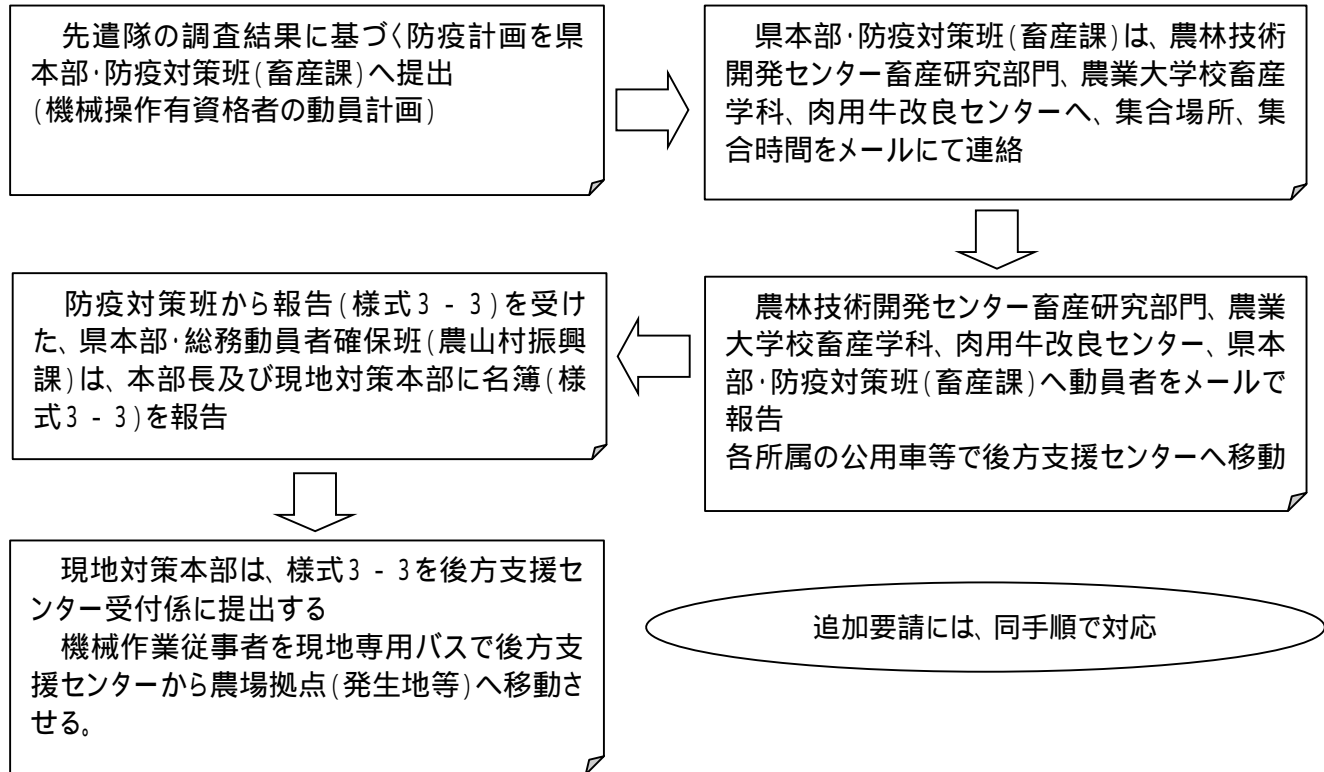 先遣隊の調査結果に基づく防疫計画を県
本部・防疫対策班(畜産課)へ提出
(機械操作有資格者の動員計画)
県本部・防疫対策班(畜産課)は、農林技術
開発センター畜産研究部門、農業大学校畜産
学科、肉用牛改良センターへ、集合場所、集
合時間をメールにて連絡
農林技術開発センター畜産研究部門、農業
大学校畜産学科、肉用牛改良センター、県本
部・防疫対策班(畜産課)へ動員者をメールで
報告
各所属の公用車等で後方支援センターへ移動
防疫対策班から報告(様式3-3)を受け
た、県本部・総務動員者確保班(農山村振興
課)は、本部長及び現地対策本部に名簿(様
式3-3)を報告
現地対策本部は、様式3-3を後方支援セ
ンター受付係に提出する
機械作業従事者を現地専用バスで後方支
援センターから農場拠点(発生地等)へ移動さ
せる。
追加要請には、同手順で対応